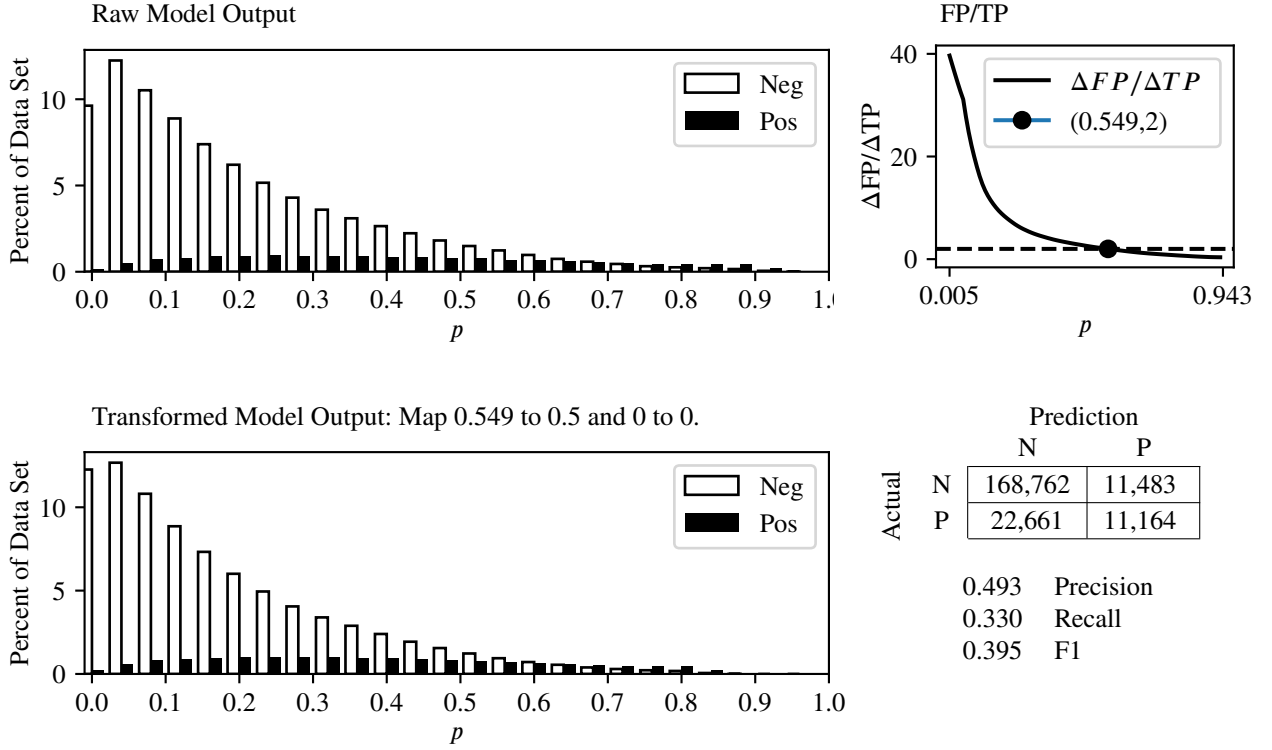 Raw Model Output
Percent of Data Set
10
5
0
Neg
Pos
0.0 0.1 0.2 0.3 0.4 0.5 0.6 0.7 0.8 0.9 1.
p
FP/TP
ΔFP/ΔTP
40
20
0
ΔFP/ΔTP
(0.549,2)
0.005 0.943
p
Transformed Model Output: Map 0.549 to 0.5 and 0 to 0.
Percent of Data Set
10
5
0
Neg
Pos
0.0 0.1 0.2 0.3 0.4 0.5 0.6 0.7 0.8 0.9 1.0
p
Prediction
N P
Actual
N 168,762 11,483
P 22,661 11,164
0.493 Precision
0.330 Recall
0.395 F1